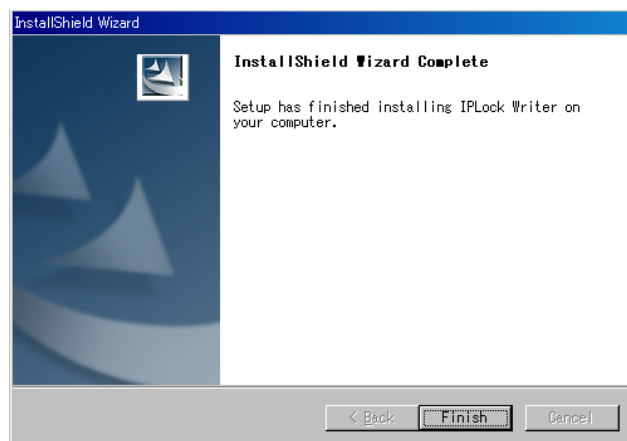 InstallShield Wizard
InstallShield Wizard Complete
Setup has finished installing IPLock Writer on
your computer.
< Back
Finish
Cancel